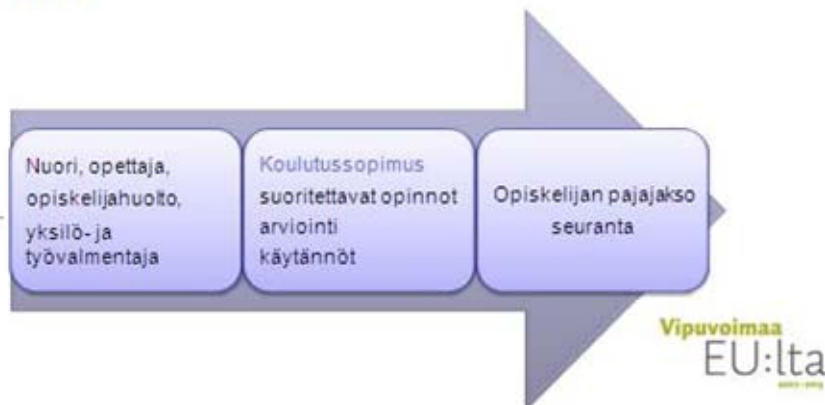 Nuori, opettaja,
opiskelijahuolto,
yksilö- ja
työvalmentaja
Koulutussopimus
suoritettavat opinnot
arviointi
käytännöt
Opiskelijan pajajakso
seuranta
Vipuvoimaa
EU:lta